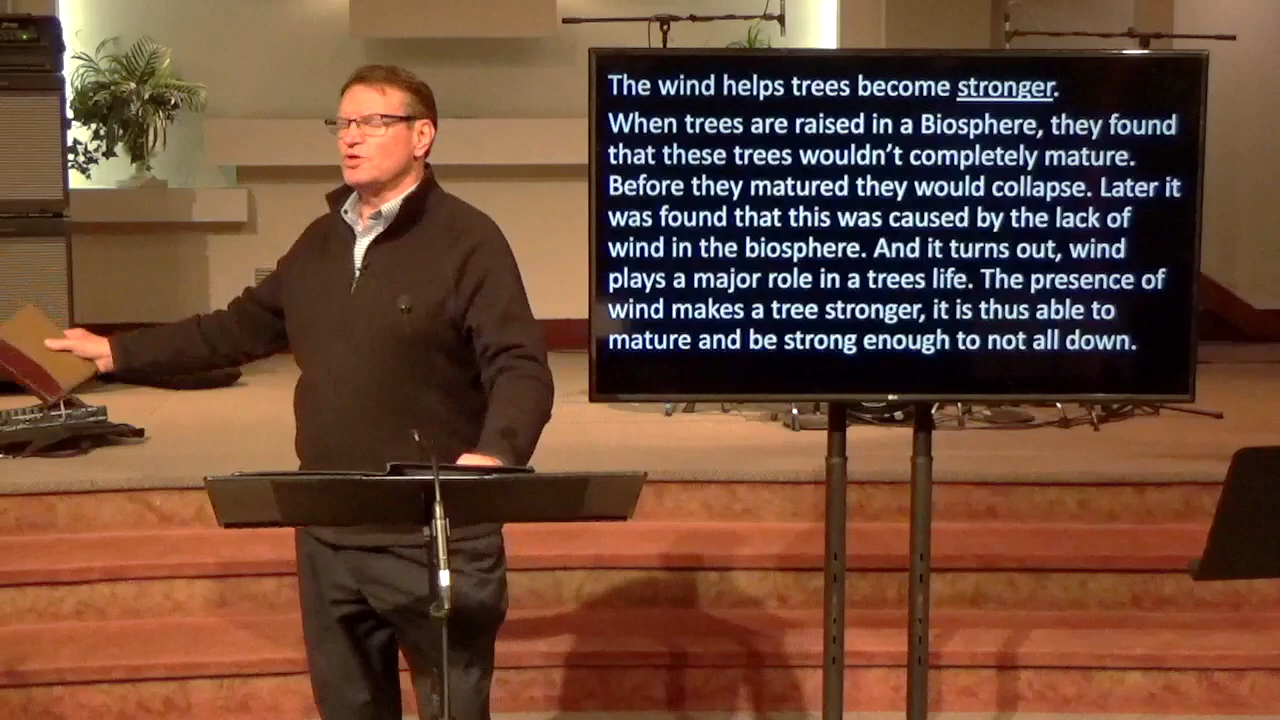 The wind helps trees become stronger.
When trees are raised in a Biosphere, they found
that these trees wouldn't completely mature.
Before they matured they would collapse. Later it
was found that this was caused by the lack of
wind in the biosphere. And it turns out, wind
plays a major role in a trees life. The presence of
wind makes a tree stronger, it is thus able to
mature and be strong enough to not all down.